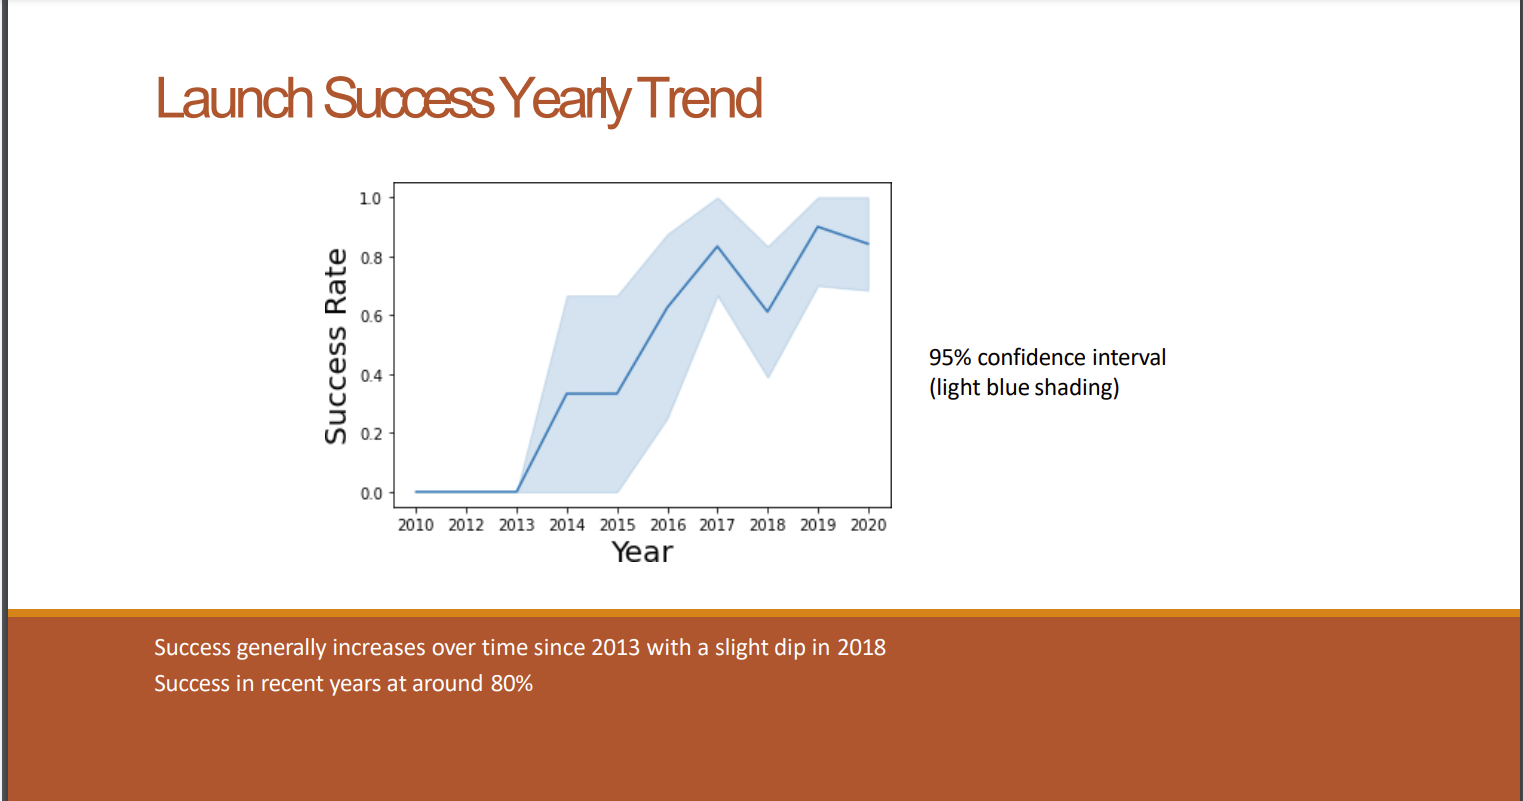 Launch Success Yearly Trend
1.0
0.8
0.6
0.4
0.2
0.0
Success Rate
2010 2012 2013 2014 2015 2016 2017 2018 2019 2020
Year
95% confidence interval
(light blue shading)
Success generally increases over time since 2013 with a slight dip in 2018
Success in recent years at around 80%